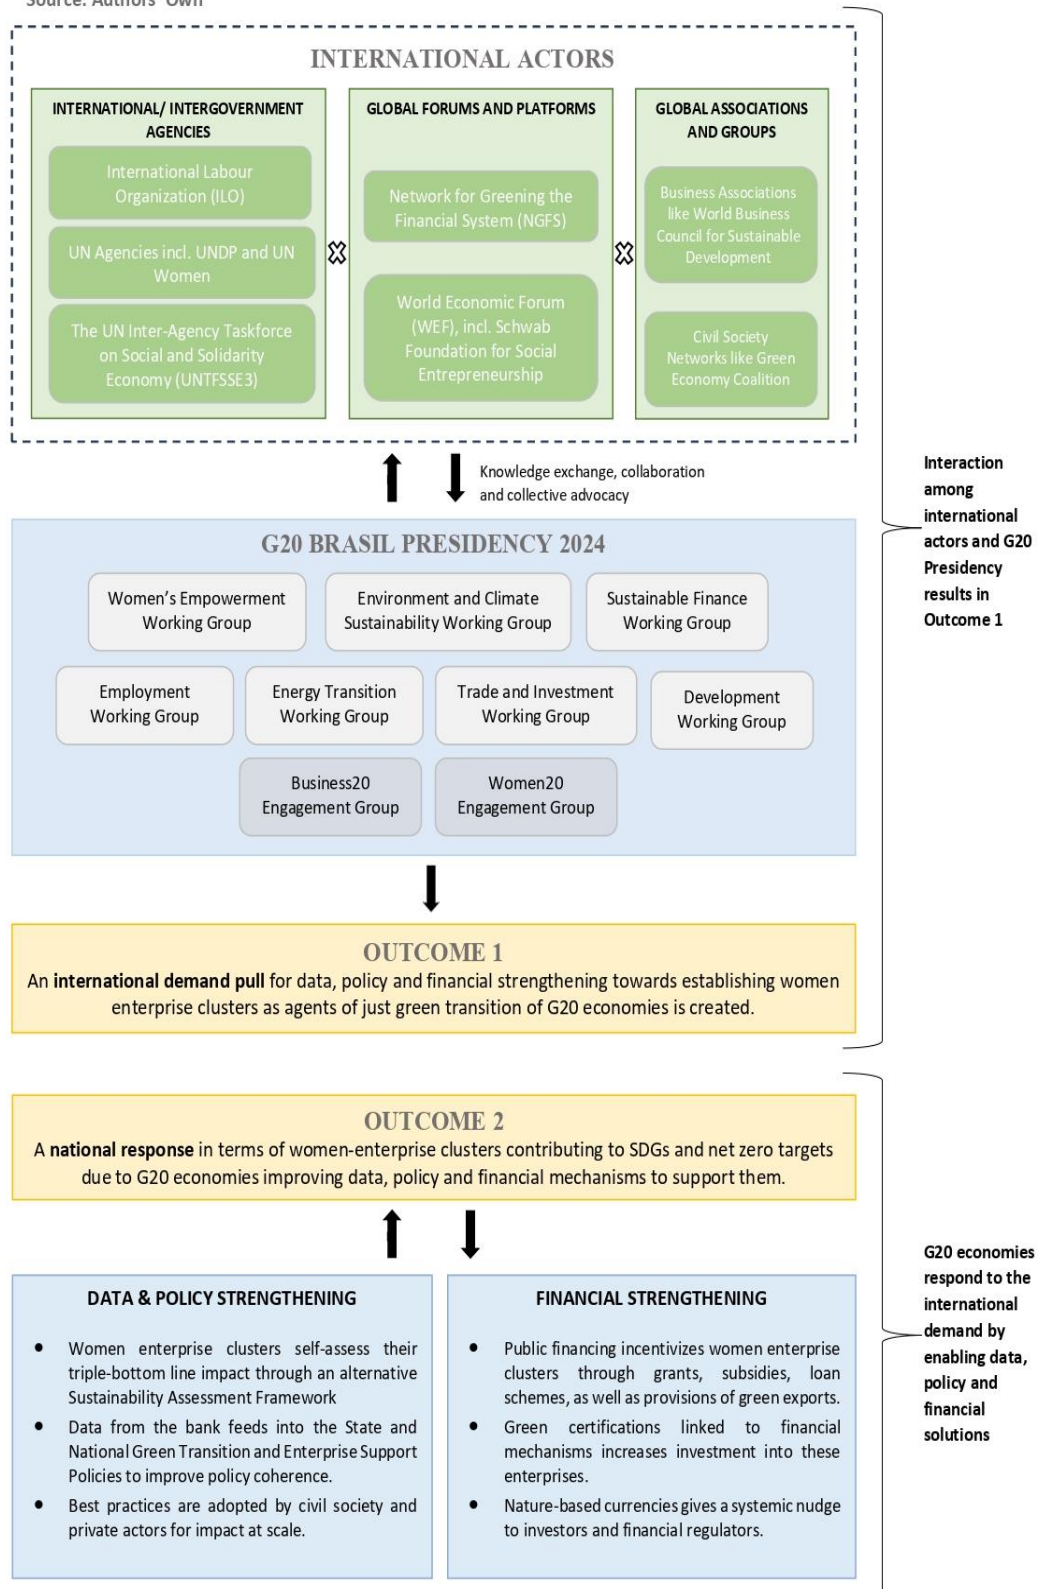 Source: Authors' Own
INTERNATIONAL ACTORS
INTERNATIONAL/ INTERGOVERNMENT
AGENCIES
International Labour
Organization (ILO)
UN Agencies incl. UNDP and UN
Women
The UN Inter-Agency Taskforce
on Social and Solidarity
Economy (UNTFSSE3)
GLOBAL FORUMS AND PLATFORMS
Network for Greening the
Financial System (NGFS)
World Economic Forum
(WEF), incl. Schwab
Foundation for Social
Entrepreneurship
GLOBAL ASSOCIATIONS
AND GROUPS
Business Associations
like World Business
Council for Sustainable
Development
Civil Society
Networks like Green
Economy Coalition
Knowledge exchange, collaboration
and collective advocacy
G20 BRASIL PRESIDENCY 2024
Women’s Empowerment
Working Group
Environment and Climate
Sustainability Working Group
Sustainable Finance
Working Group
Employment
Working Group
Energy Transition
Working Group
Trade and Investment
Working Group
Development
Working Group
Business20
Engagement Group
Women20
Engagement Group
OUTCOME 1
An international demand pull for data, policy and financial strengthening towards establishing women
enterprise clusters as agents of just green transition of G20 economies is created.
Interaction
among
international
actors and G20
Presidency
results in
Outcome 1
OUTCOME 2
A national response in terms of women-enterprise clusters contributing to SDGs and net zero targets
due to G20 economies improving data, policy and financial mechanisms to support them.
DATA & POLICY STRENGTHENING
• Women enterprise clusters self-assess their
triple-bottom line impact through an alternative
Sustainability Assessment Framework
• Data from the bank feeds into the State and
National Green Transition and Enterprise Support
Policies to improve policy coherence.
• Best practices are adopted by civil society and
private actors for impact at scale.
FINANCIAL STRENGTHENING
• Public financing incentivizes women enterprise
clusters through grants, subsidies, loan
schemes, as well as provisions of green exports.
• Green certifications linked to financial
mechanisms increases investment into these
enterprises.
• Nature-based currencies gives a systemic nudge
to investors and financial regulators.
G20 economies
respond to the
international
demand by
enabling data,
policy and
financial
solutions